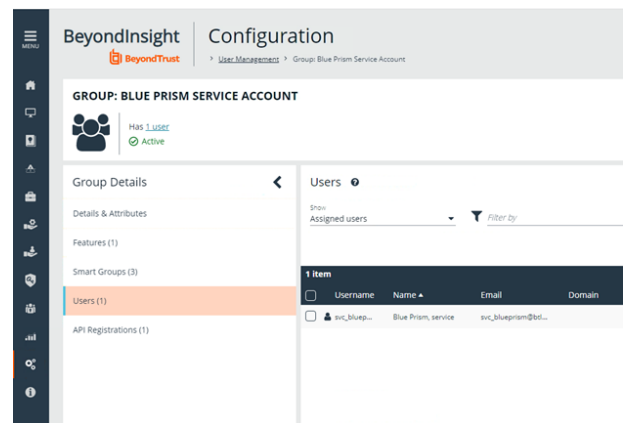 MENU
BeyondInsight
BeyondTrust
Configuration
> User Management > Group: Blue Prism Service Account
GROUP: BLUE PRISM SERVICE ACCOUNT
Has 1 user
Active
Group Details
Details & Attributes
Features (1)
Smart Groups (3)
Users (1)
API Registrations (1)
Users
Show
Assigned users
Filter by
1 item
Username Name Email Domain
svc_bluep... Blue Prism, service svc_blueprism@btl...